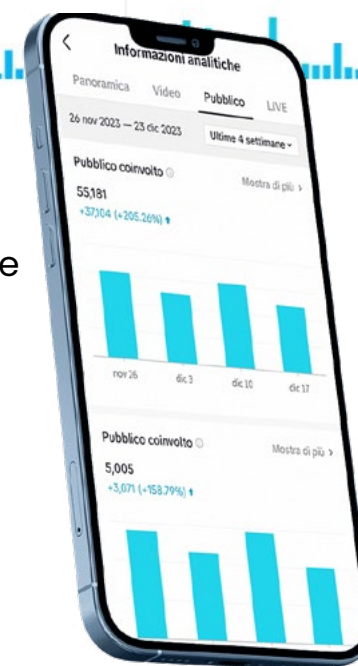 Informazioni analitiche
Panoramica Video Pubblico LIVE
26 nov 2023 — 23 dic 2023 Ultime 4 settimane
Pubblico coinvolto
Mostra di più >
55,181
+37,104 (+205.26%) ↑
e
nov 26 dic 3 dic 10 dic 17
Pubblico coinvolto
Mostra di più >
5,005
+3,071 (+158.79%) ↑